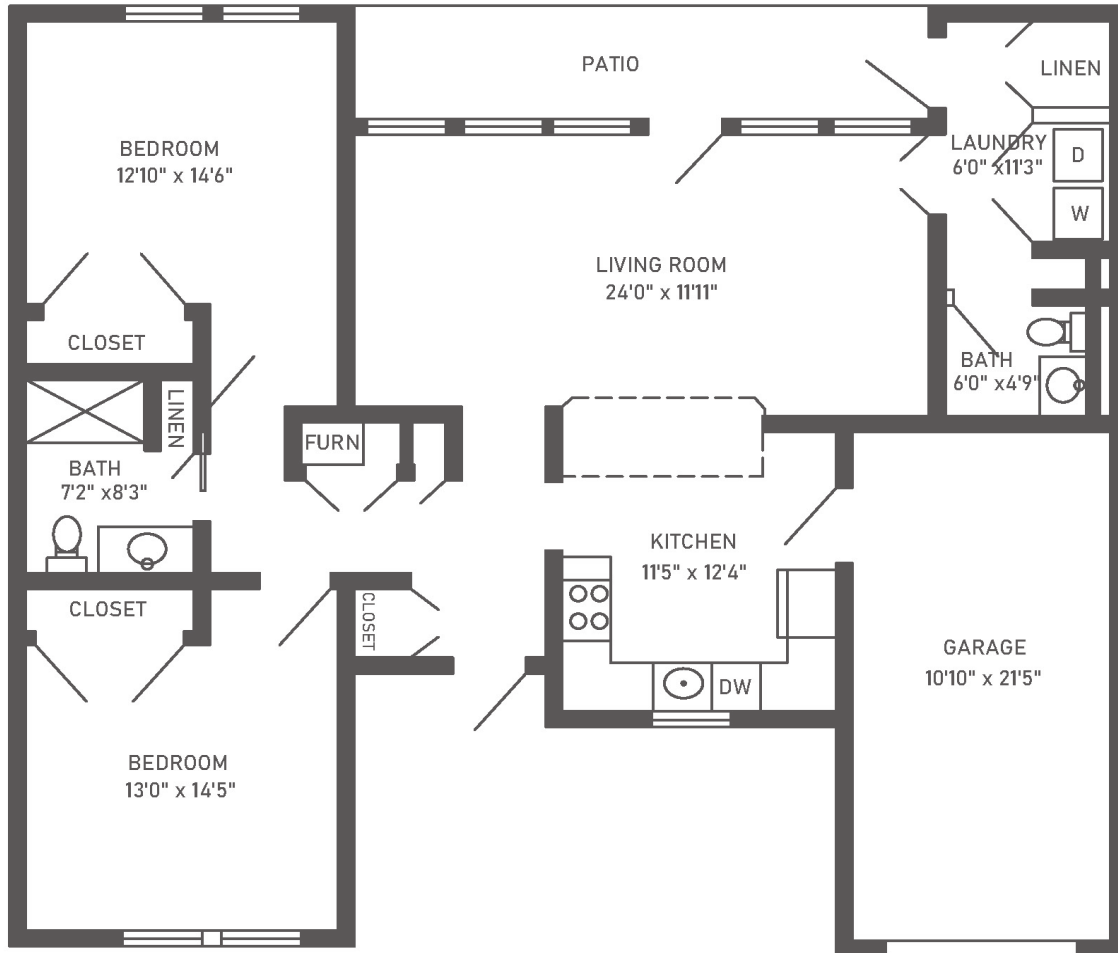 PATIO
LINEN
BEDROOM
12'10" x 14'6"
LAUNDRY
6'0" x11'3"
D
W
LIVING ROOM
24'0" x 11'11"
CLOSET
LINEN
BATH
6'0" x4'9"
FURN
BATH
7'2" x8'3"
KITCHEN
11'5" x 12'4"
CLOSET
CLOSET
GARAGE
10'10" x 21'5"
DW
BEDROOM
13'0" x 14'5"